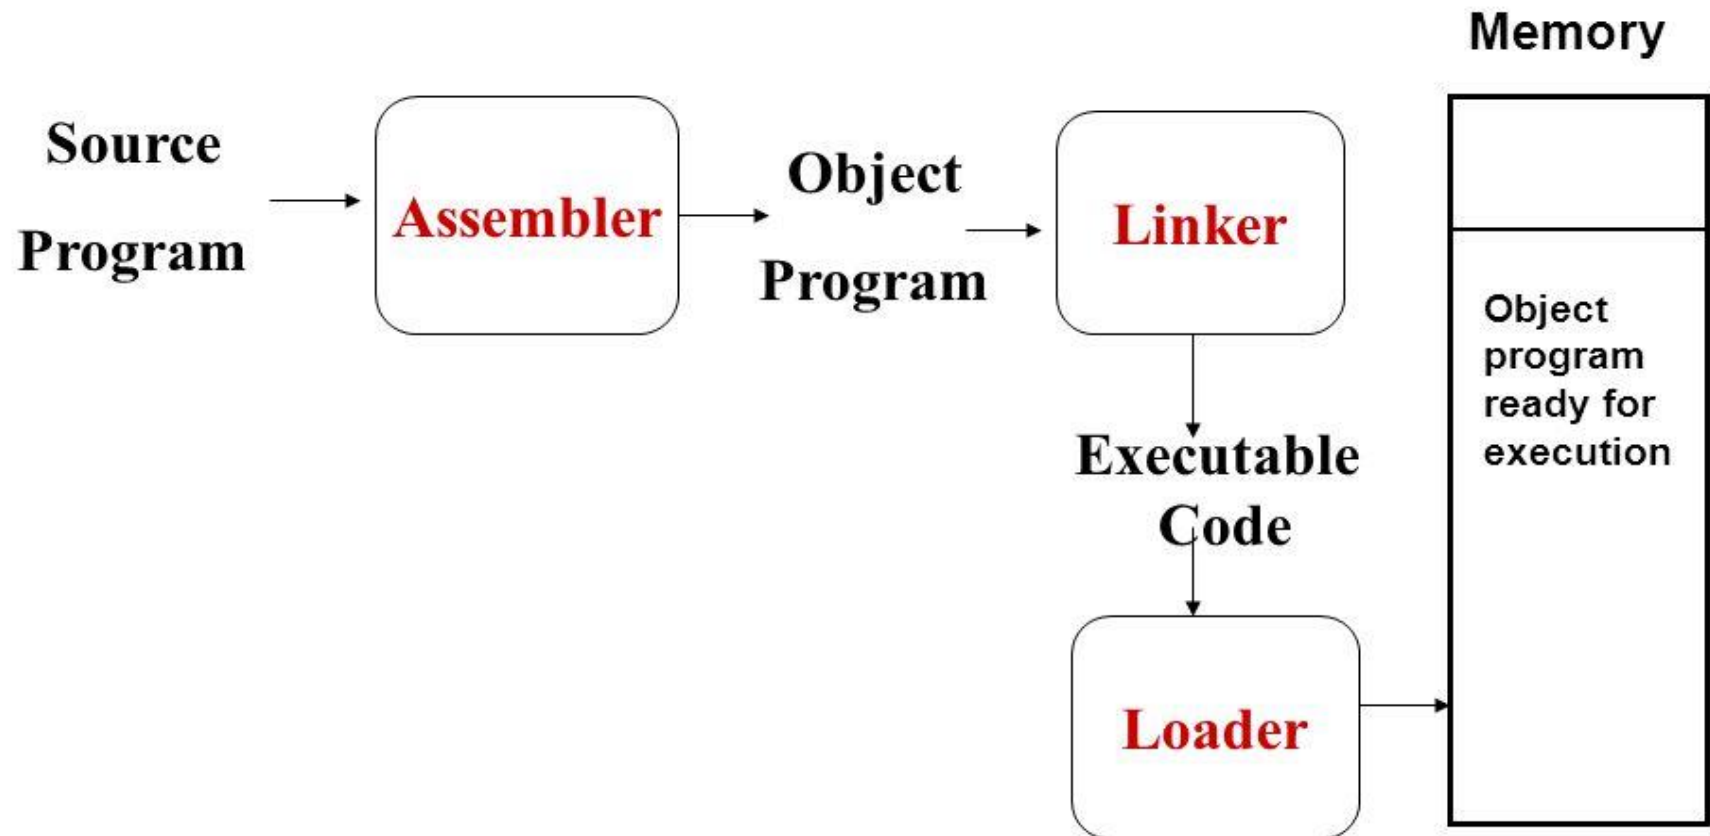 Memory
Source
Program
Assembler
Object
Program
Linker
Executable
Code
Loader
Object
program
ready for
execution